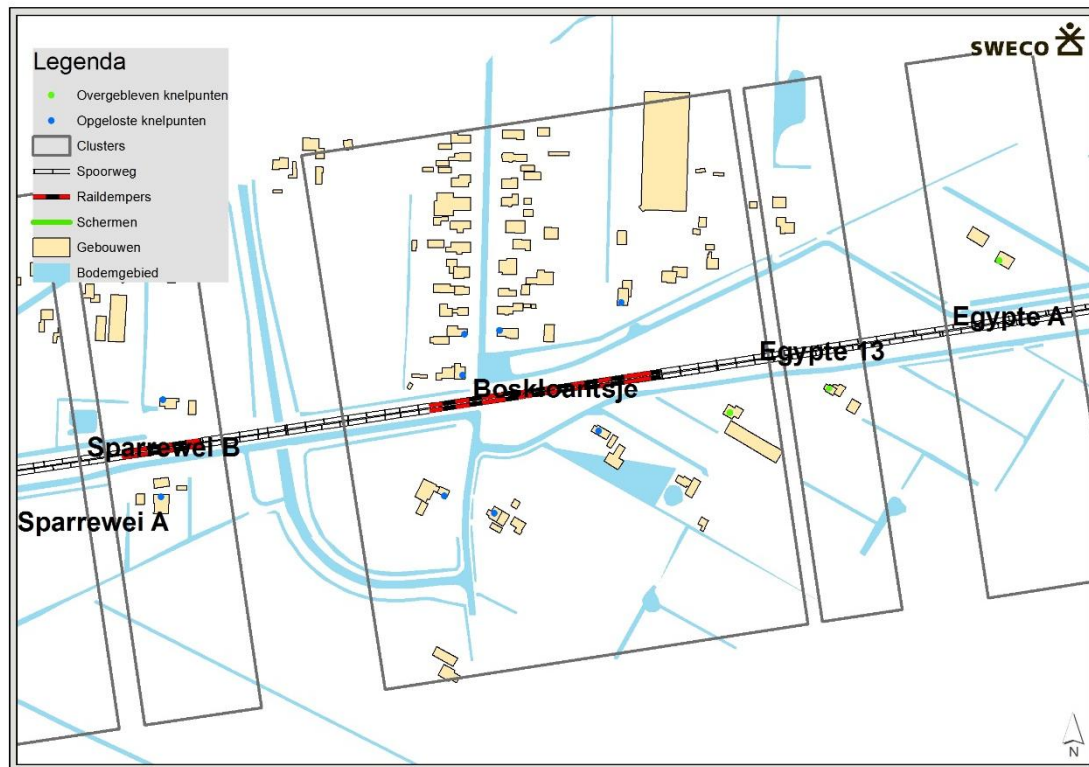 SWECO
Legenda
Overgebleven knelpunten
Opgeloste knelpunten
Clusters
Spoorweg
Raildempers
Schermen
Gebouwen
Bodemgebied
Egypte A
Egypte 13
Boskloantsje
Sparrewei B
Sparrewei A
N